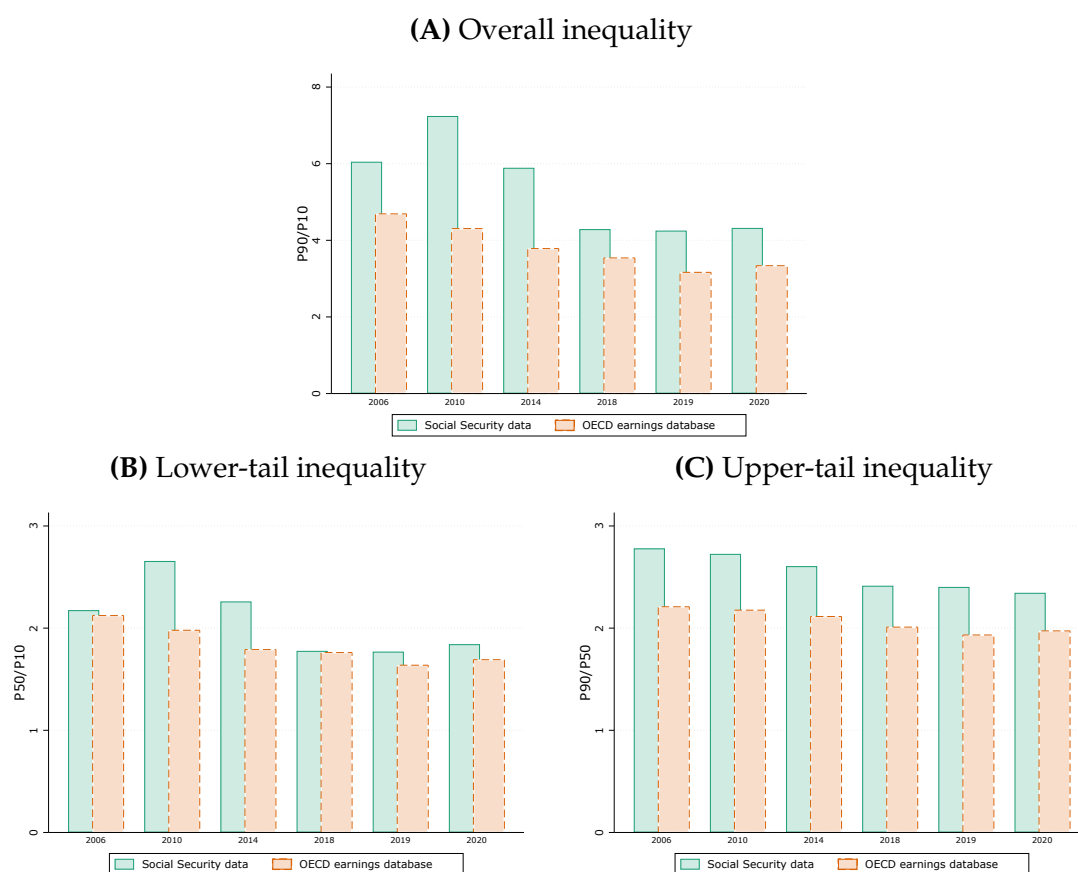 (A) Overall inequality
8
6
4
2
0
P90/P10
2006 2010 2014 2018 2019 2020
Social Security data OECD earnings database
(B) Lower-tail inequality
3
2
1
0
P50/P10
2006 2010 2014 2018 2019 2020
Social Security data OECD earnings database
(C) Upper-tail inequality
3
2
1
0
P90/P50
2006 2010 2014 2018 2019 2020
Social Security data OECD earnings database